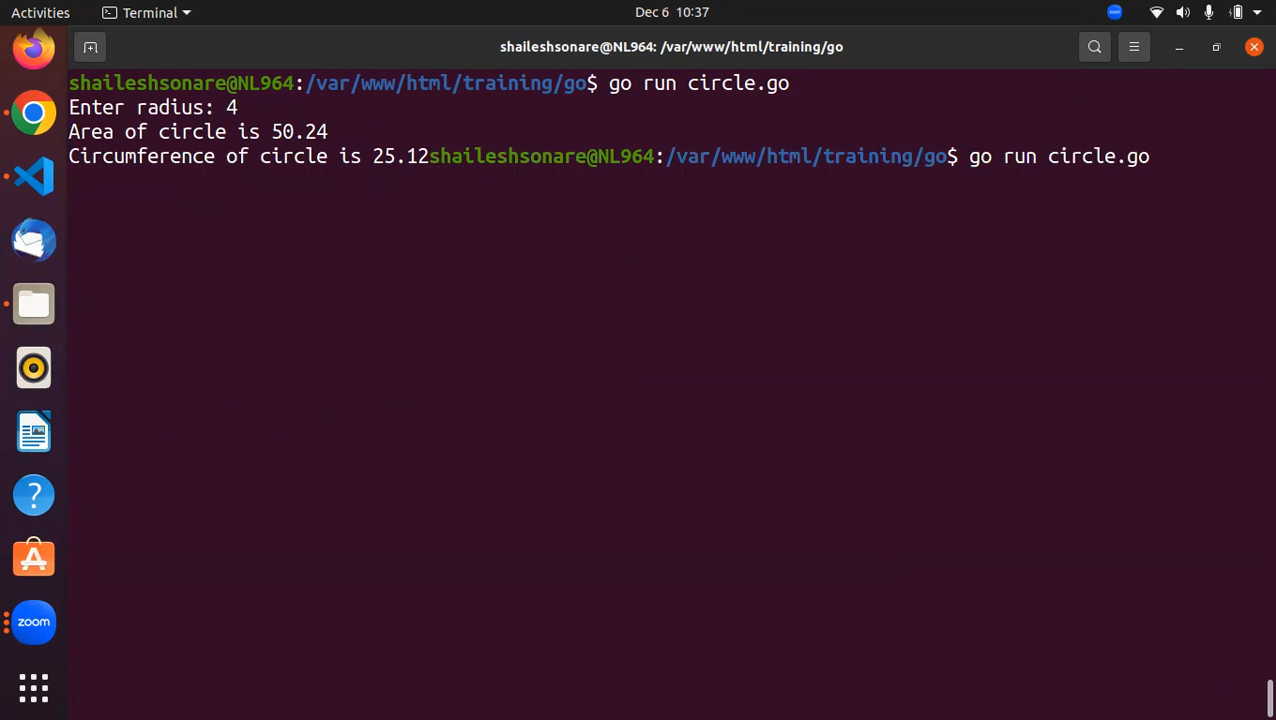 Activities
Terminal
Dec 6 10:37
shaileshsonare@NL964: /var/www/html/training/go
shaileshsonare@NL964:/var/www/html/training/go$ go run circle.go
Enter radius: 4
Area of circle is 50.24
Circumference of circle is 25.12shaileshsonare@NL964:/var/www/html/training/go$ go run circle.go
zoom